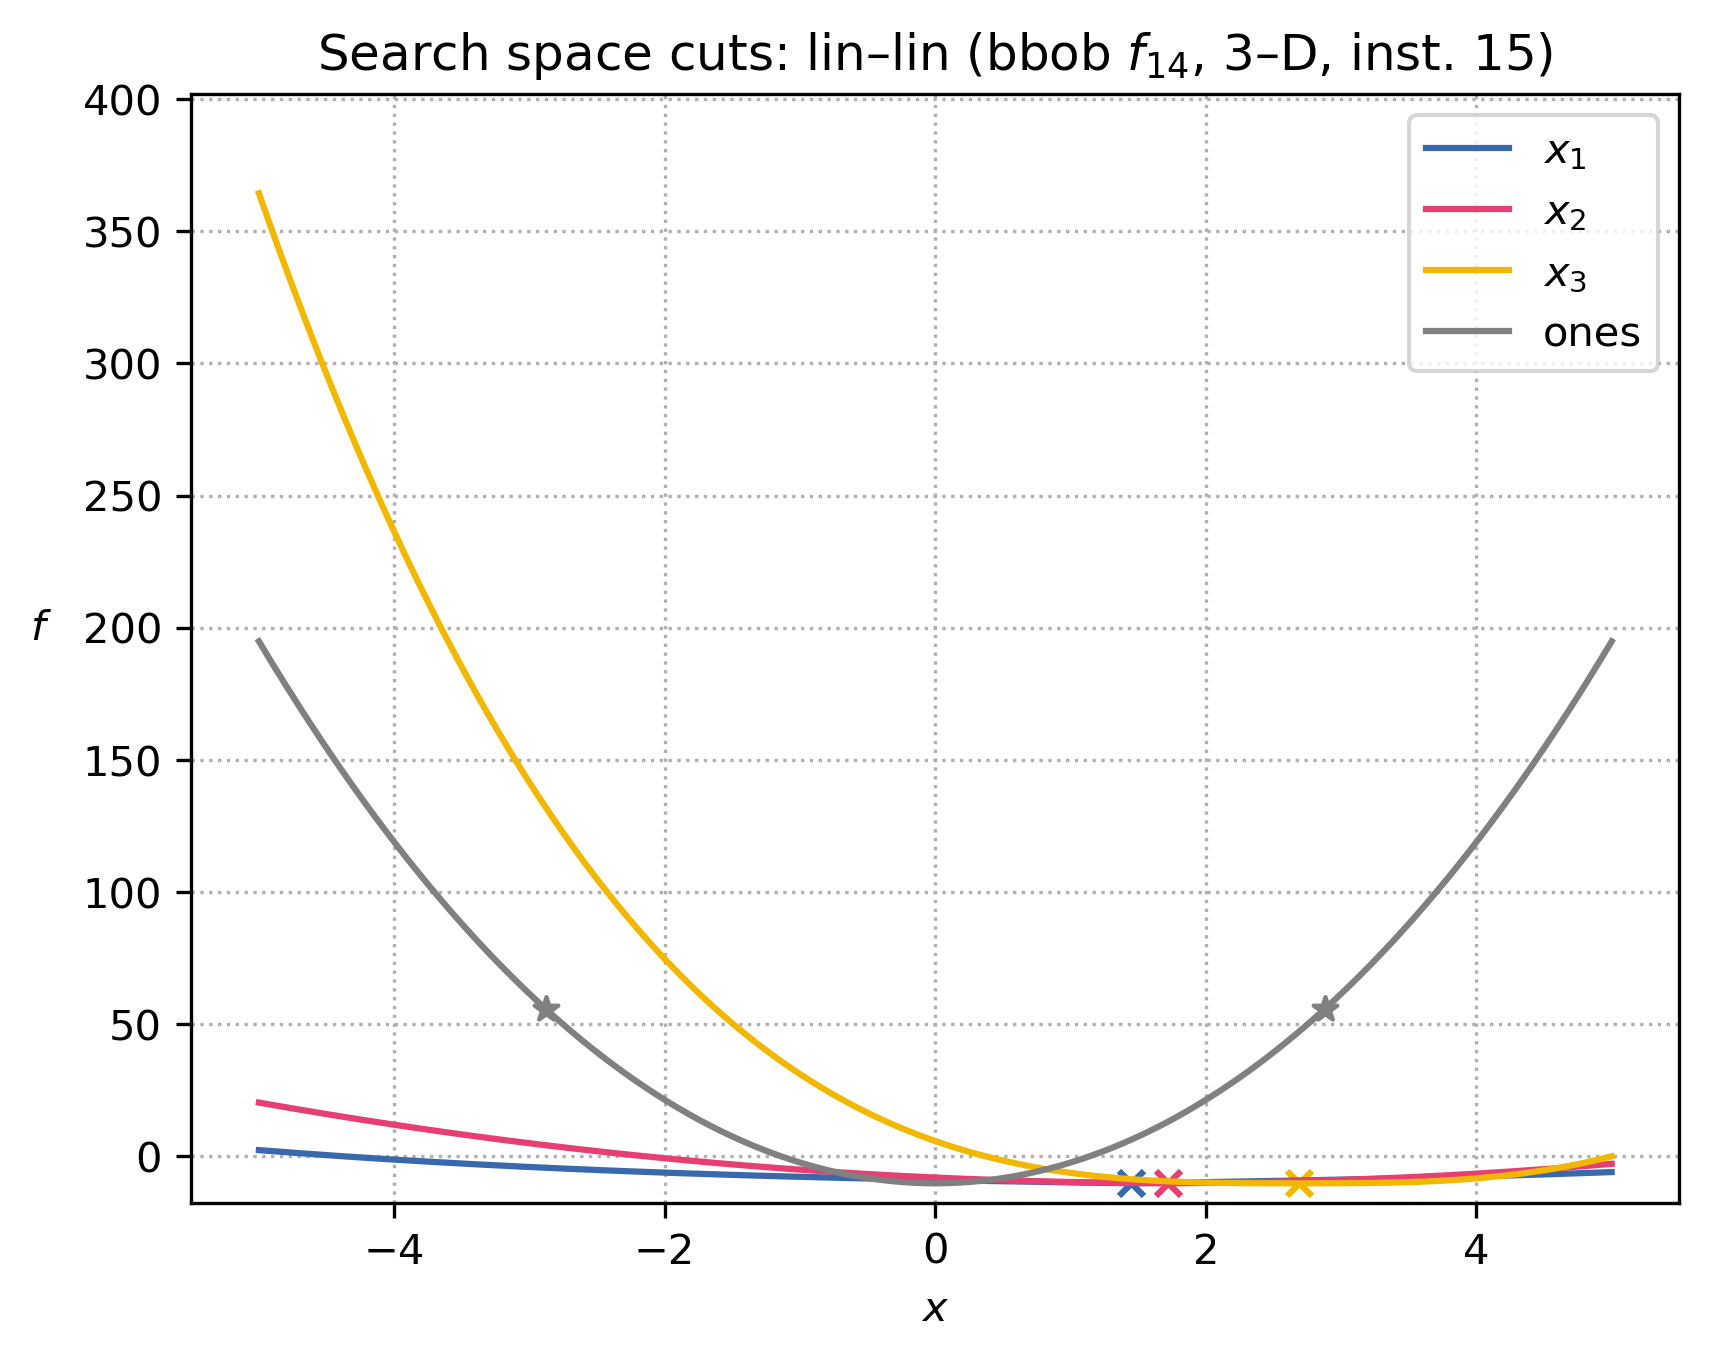 Search space cuts: lin–lin (bbob f14, 3–D, inst. 15)
400
350
300
250
200
150
100
50
0
f
x1
x2
x3
ones
−4 −2 0 2 4
x